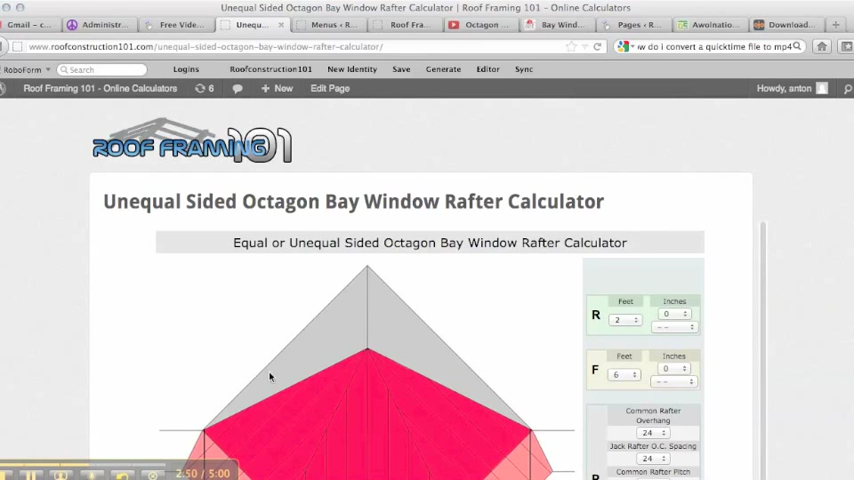 Unequal Sided Octagon Bay Window Rafter Calculator | Roof Framing 101 - Online Calculators
Gmail – c... Administr... Free Vide... Unequ... Menus ‹ R... Roof Fra... Octagon ... Bay Wind... Pages ‹ R... Awolnatio... Download...
www.roofconstruction101.com/unequal-sided-octagon-bay-window-rafter-calculator/ ow do i convert a quicktime file to mp4
RoboForm Search Logins Roofconstruction101 New Identity Save Generate Editor Sync
Roof Framing 101 - Online Calculators 6 + New Edit Page Howdy, anton
ROOF FRAMING 101
Unequal Sided Octagon Bay Window Rafter Calculator
Equal or Unequal Sided Octagon Bay Window Rafter Calculator
Feet Inches
R 2 0
- -
Feet Inches
F 6 0
- -
Common Rafter
Overhang
24
Jack Rafter O.C. Spacing
24
Common Rafter Pitch
R
2:50 / 5:00